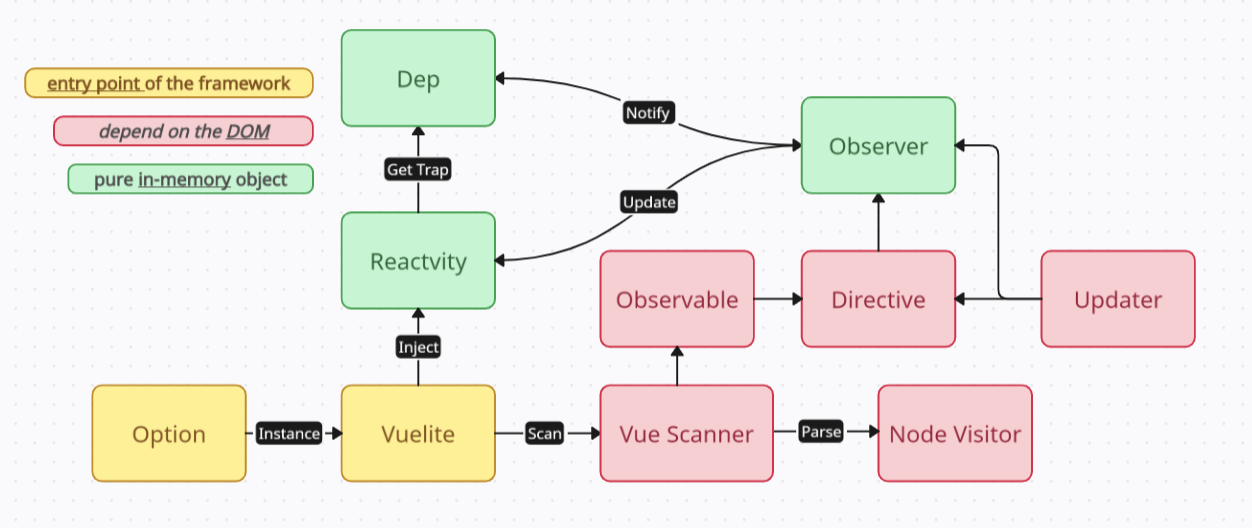 entry point of the framework
depend on the DOM
pure in-memory object
Dep
Notify
Observer
Get Trap
Update
Reactvity
Observable
Directive
Updater
Inject
Option
Instance
Vuelite
Scan
Vue Scanner
Parse
Node Visitor